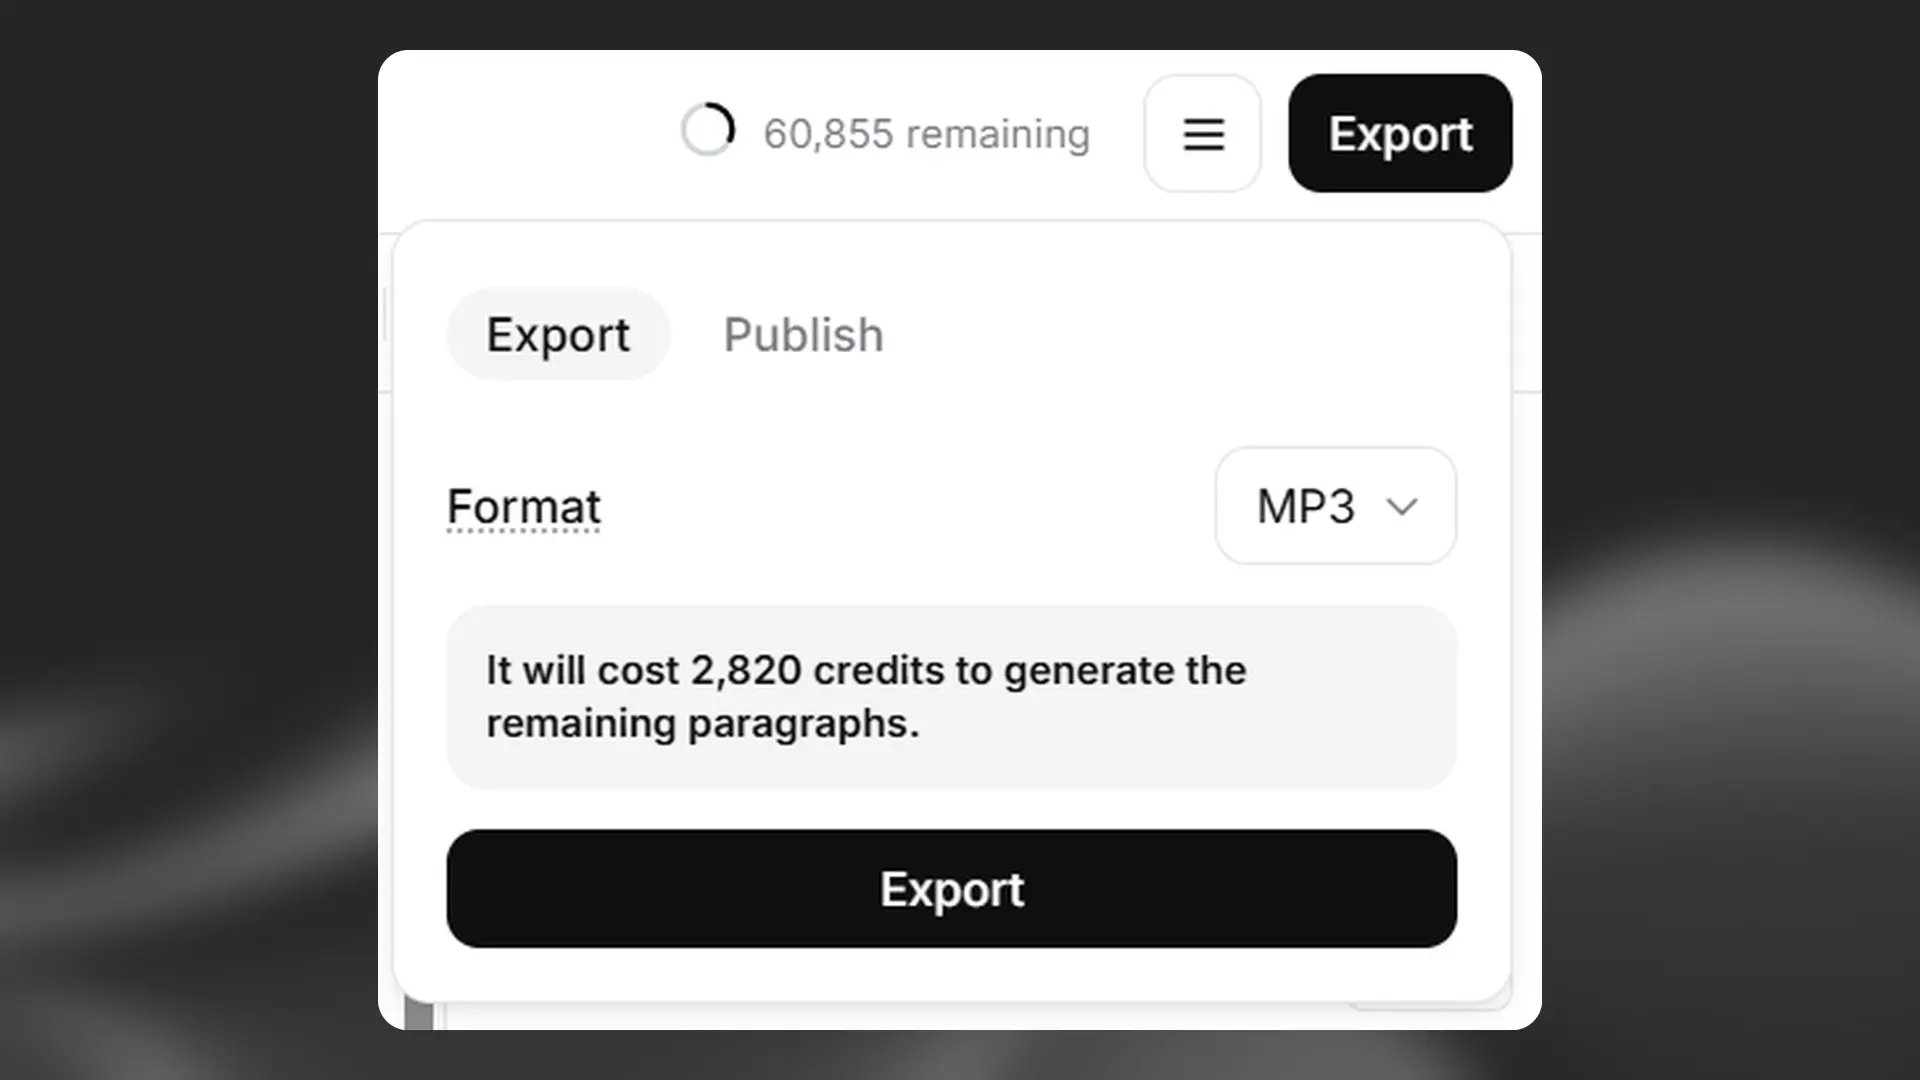 60,855 remaining
Export
Export
Publish
Format
MP3
It will cost 2,820 credits to generate the
remaining paragraphs.
Export